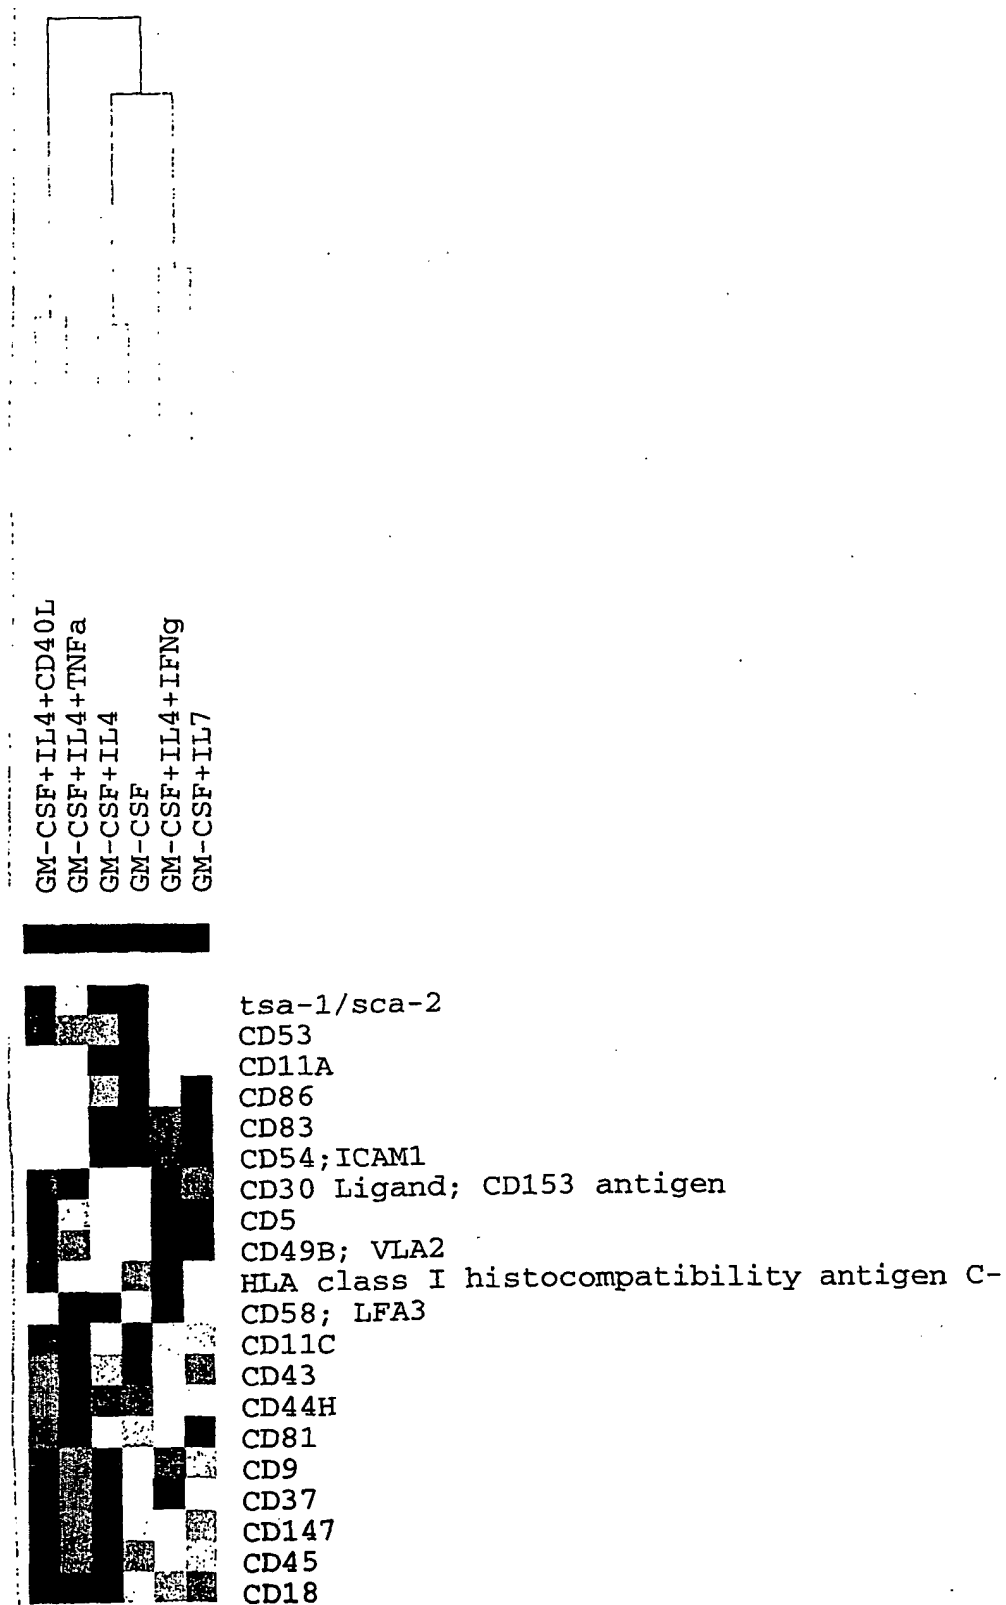 GM-CSF+IL4+CD40L
GM-CSF+IL4+TNFa
GM-CSF+IL4
GM-CSF
GM-CSF+IL4+IFNg
GM-CSF+IL7
tsa-1/sca-2
CD53
CD11A
CD86
CD83
CD54;ICAM1
CD30 Ligand; CD153 antigen
CD5
CD49B; VLA2
HLA class I histocompatibility antigen C-
CD58; LFA3
CD11C
CD43
CD44H
CD81
CD9
CD37
CD147
CD45
CD18